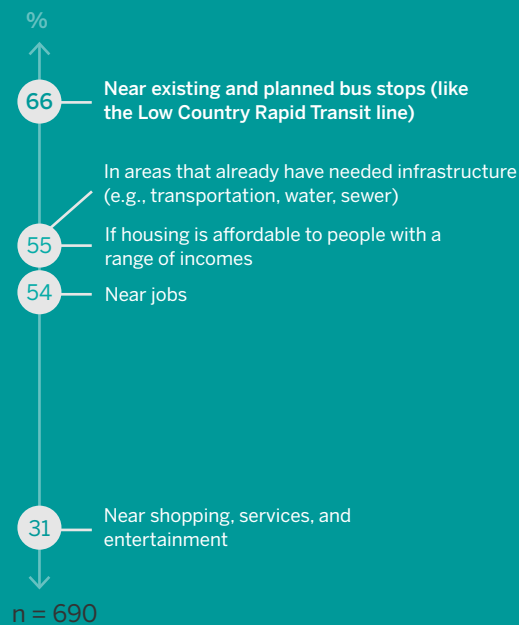 %
66
Near existing and planned bus stops (like
the Low Country Rapid Transit line)
In areas that already have needed infrastructure
(e.g., transportation, water, sewer)
55
If housing is affordable to people with a
range of incomes
54
Near jobs
31
Near shopping, services, and
entertainment
n = 690